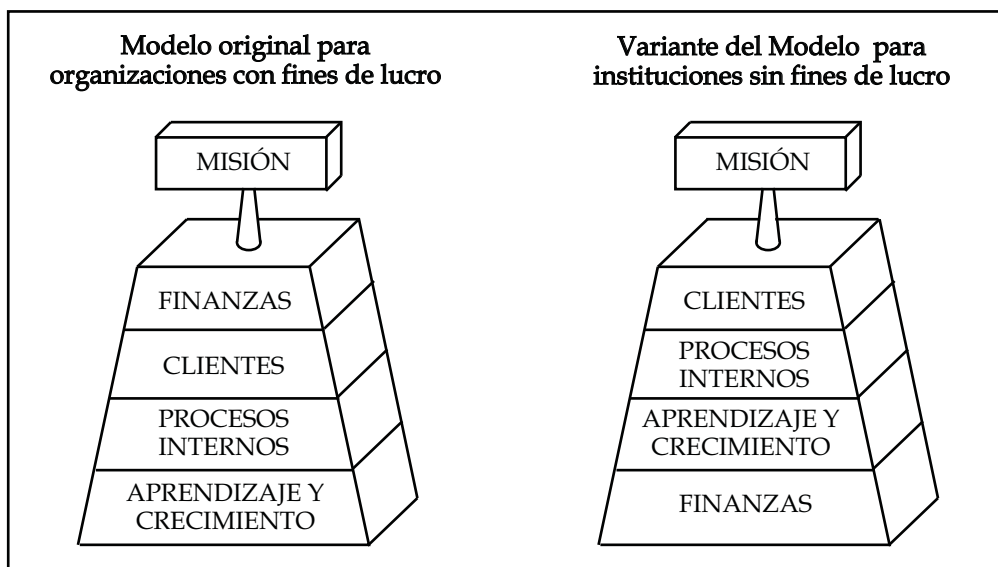 Modelo original para
organizaciones con fines de lucro
MISIÓN
FINANZAS
CLIENTES
PROCESOS
INTERNOS
APRENDIZAJE Y
CRECIMIENTO
Variante del Modelo para
instituciones sin fines de lucro
MISIÓN
CLIENTES
PROCESOS
INTERNOS
APRENDIZAJE Y
CRECIMIENTO
FINANZAS